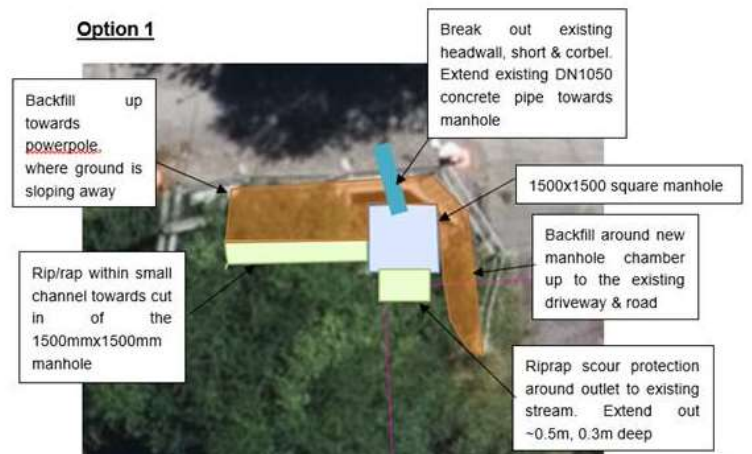 Option 1
Break out existing
headwall, short & corbel.
Extend existing DN1050
concrete pipe towards
manhole
Backfill up
towards
powerpole,
where ground is
sloping away
1500x1500 square manhole
Backfill around new
manhole chamber
up to the existing
driveway & road
Rip/rap within small
channel towards cut
in of the
1500mmx1500mm
manhole
Riprap scour protection
around outlet to existing
stream. Extend out
~0.5m, 0.3m deep